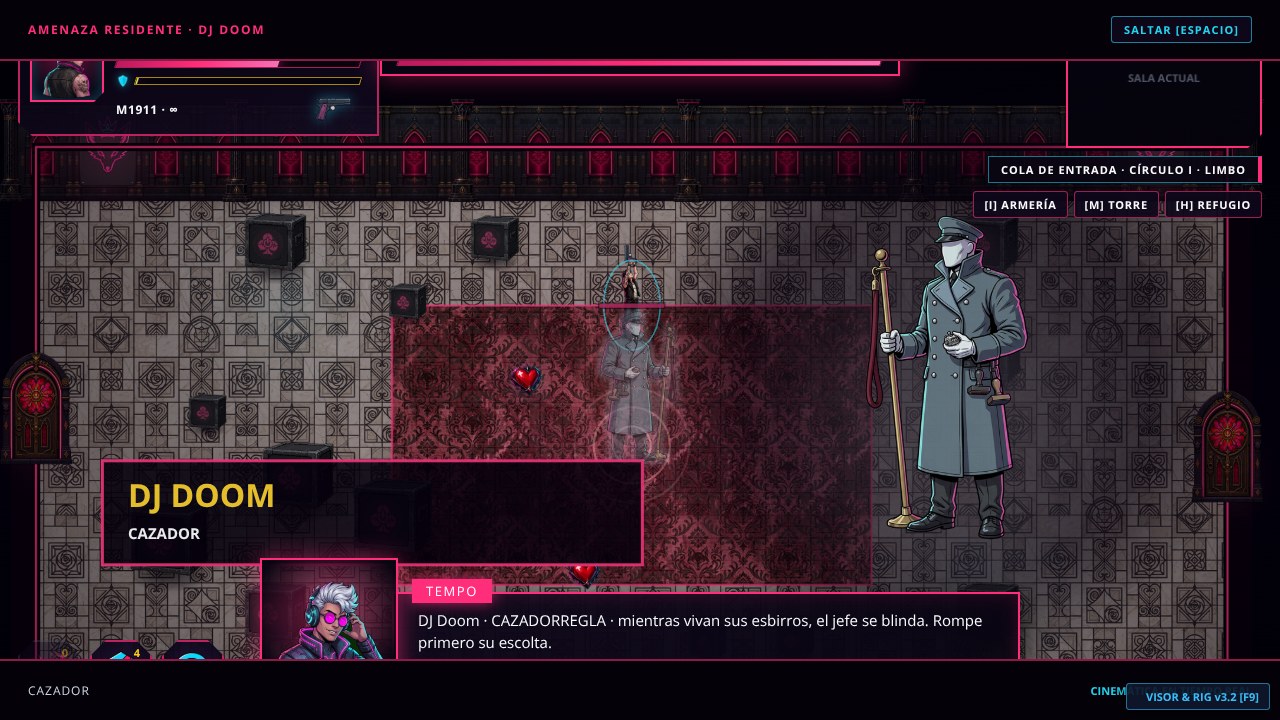 AMENAZA RESIDENTE · DJ DOOM
SALTAR [ESPACIO]
SALA ACTUAL
M1911 · ∞
COLA DE ENTRADA · CÍRCULO I · LIMBO
[I] ARMERÍA
[M] TORRE
[H] REFUGIO
DJ DOOM
CAZADOR
TEMPO
DJ Doom · CAZADORREGLA · mientras vivan sus esbirros, el jefe se blinda. Rompe
primero su escolta.
0
4
CAZADOR
VISOR & RIG v3.2 [F9]